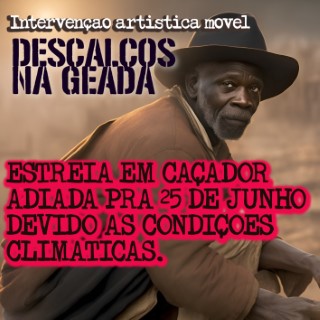 Intervençao artistica movel
DESCALÇOS
NA GEADA
ESTREIA EM CAÇADOR
ADIADA PRA 25 DE JUNHO
DEVIDO AS CONDIÇOES
CLIMATICAS.